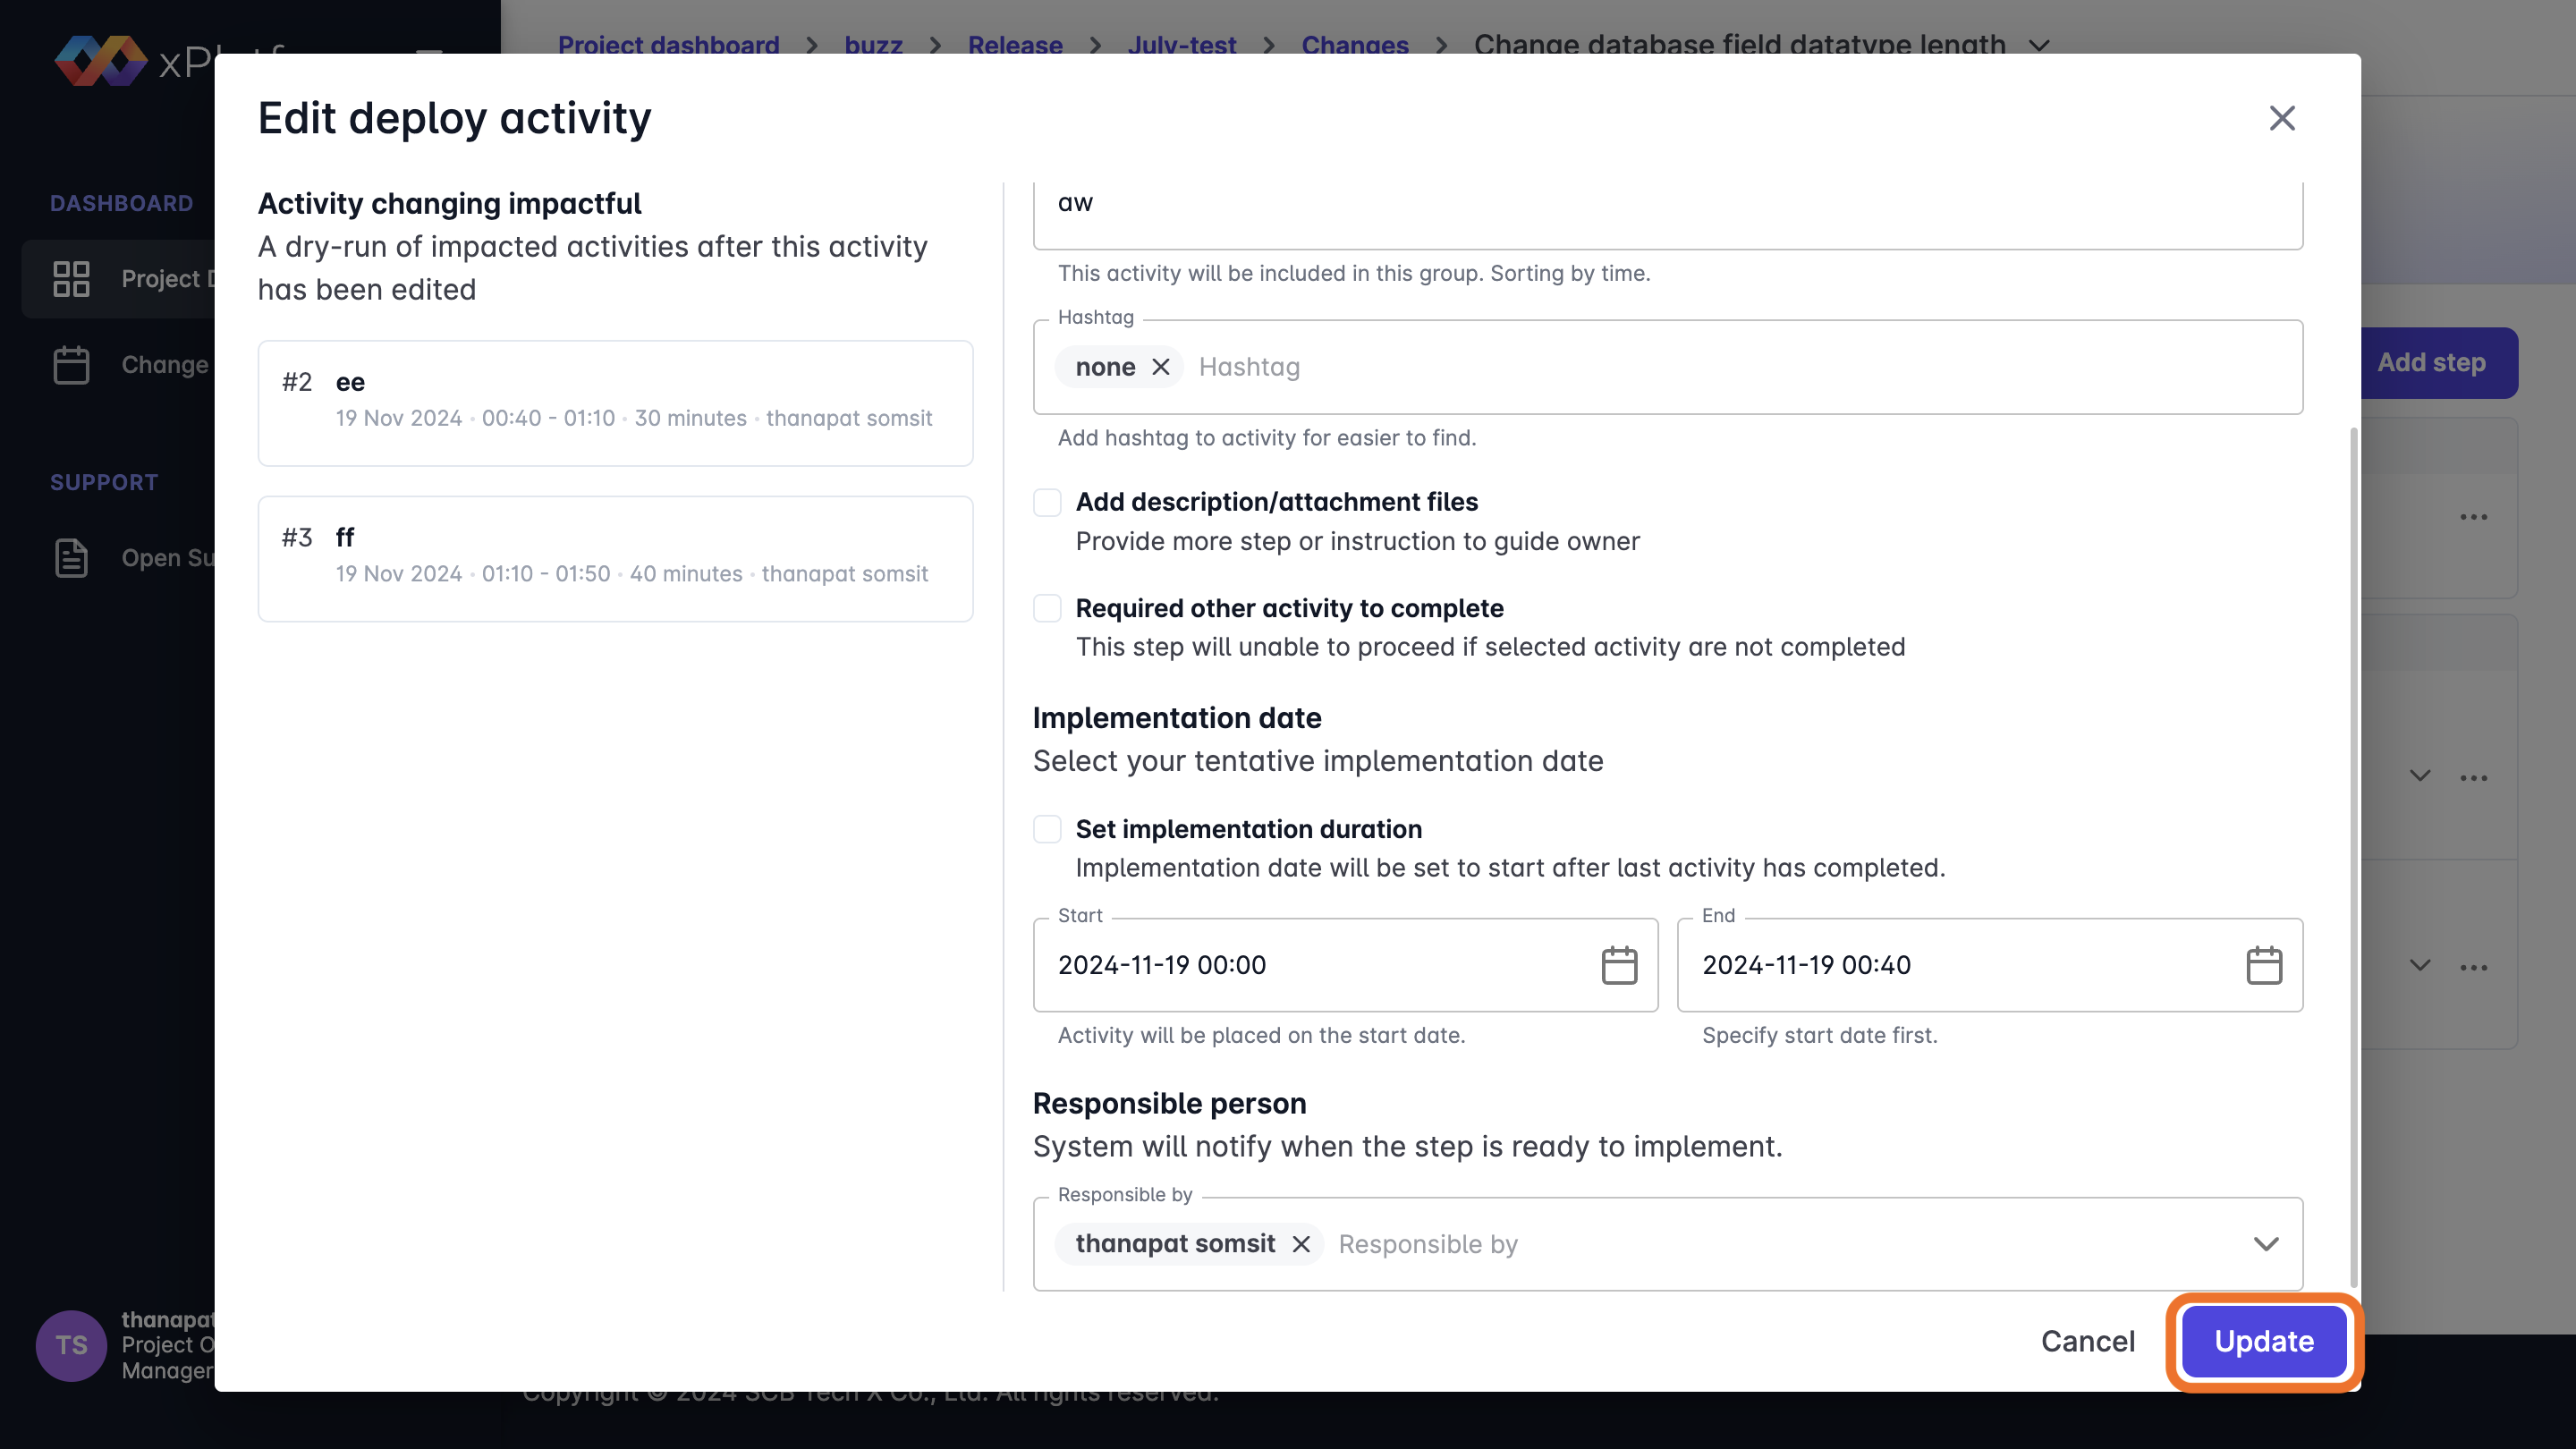 xPlatf
Project dashboard > buzz > Release > July-test > Changes > Change database field datatype length
DASHBOARD
Project D
Change
SUPPORT
Open Su
Add step
Edit deploy activity
Activity changing impactful
A dry-run of impacted activities after this activity
has been edited
#2 ee
19 Nov 2024 • 00:40 - 01:10 • 30 minutes • thanapat somsit
#3 ff
19 Nov 2024 • 01:10 - 01:50 • 40 minutes • thanapat somsit
aw
This activity will be included in this group. Sorting by time.
Hashtag
none Hashtag
Add hashtag to activity for easier to find.
Add description/attachment files
Provide more step or instruction to guide owner
Required other activity to complete
This step will unable to proceed if selected activity are not completed
Implementation date
Select your tentative implementation date
Set implementation duration
Implementation date will be set to start after last activity has completed.
Start
2024-11-19 00:00
Activity will be placed on the start date.
End
2024-11-19 00:40
Specify start date first.
Responsible person
System will notify when the step is ready to implement.
Responsible by
thanapat somsit Responsible by
Cancel
Update
TS
thanapat
Project O
Manager
Copyright © 2024 SCB Tech X Co., Ltd. All rights reserved.